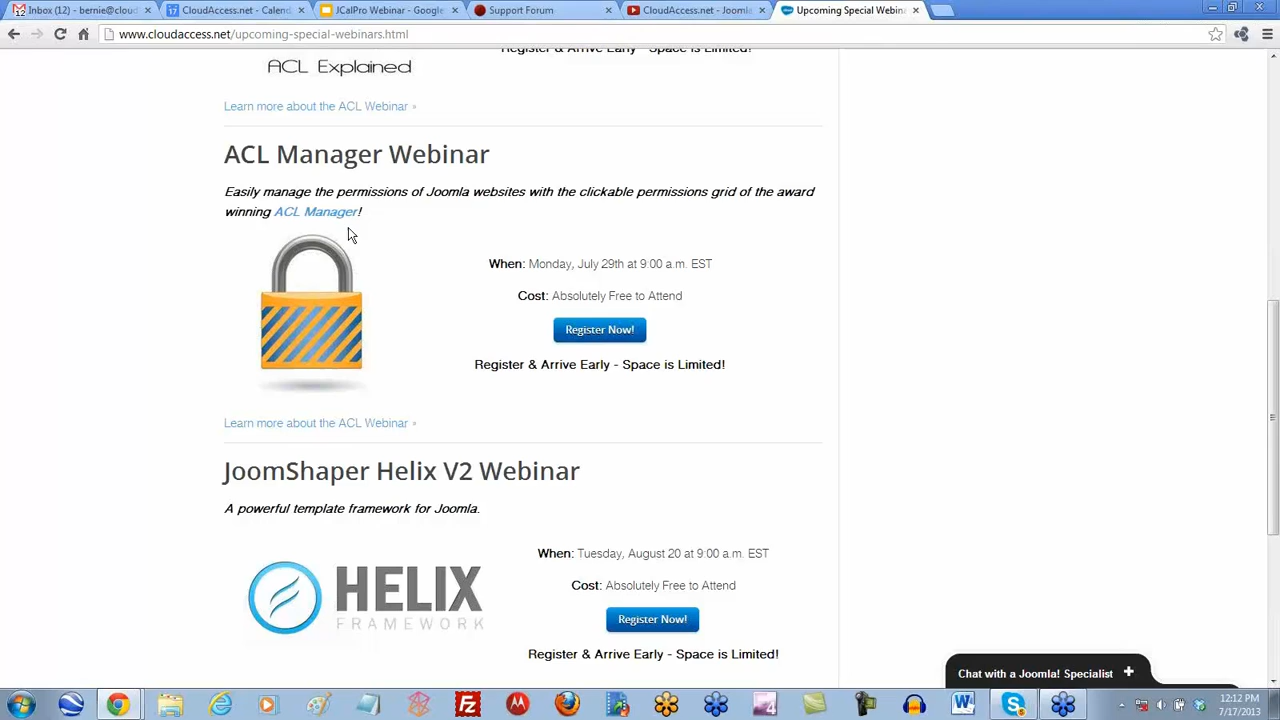 Inbox (12) - bernie@cloud
CloudAccess.net - Calend
JCalPro Webinar - Google
Support Forum
CloudAccess.net - Joomla
Upcoming Special Webin
www.cloudaccess.net/upcoming-special-webinars.html
Register & Arrive Early - Space is Limited!
ACL Explained
Learn more about the ACL Webinar »
ACL Manager Webinar
Easily manage the permissions of Joomla websites with the clickable permissions grid of the award
winning ACL Manager!
When: Monday, July 29th at 9:00 a.m. EST
Cost: Absolutely Free to Attend
Register Now!
Register & Arrive Early - Space is Limited!
Learn more about the ACL Webinar »
JoomShaper Helix V2 Webinar
A powerful template framework for Joomla.
When: Tuesday, August 20 at 9:00 a.m. EST
HELIX
FRAMEWORK
Cost: Absolutely Free to Attend
Register Now!
Register & Arrive Early - Space is Limited!
Chat with a Joomla! Specialist +
12:12 PM
7/17/2013